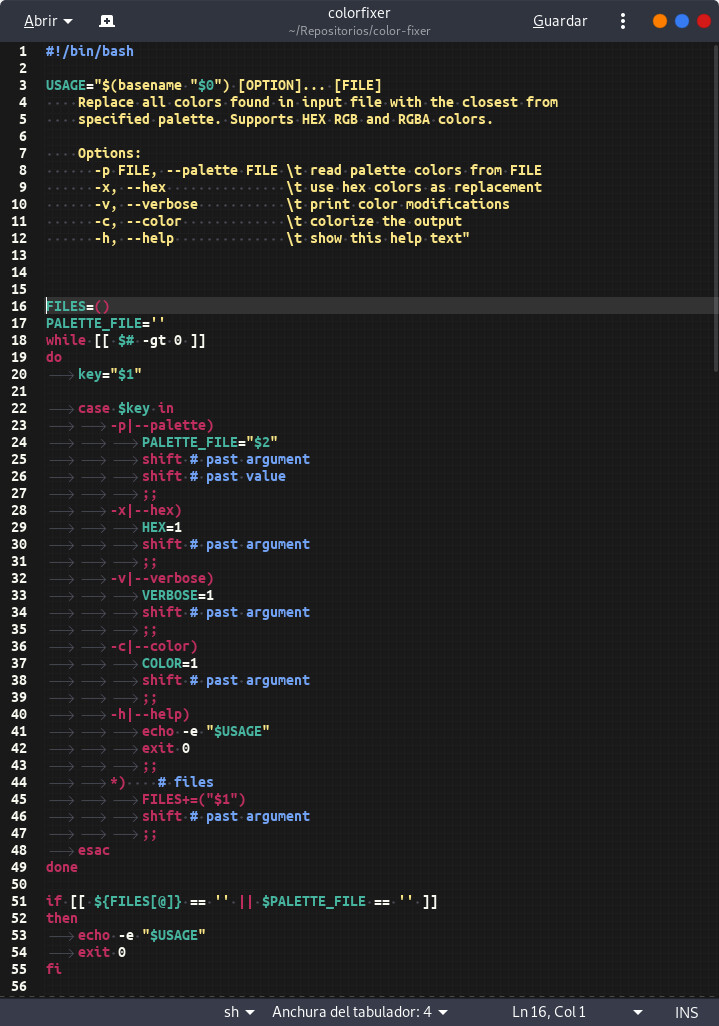 Abrir
colorfixer
~/Repositorios/color-fixer
Guardar
1 #!/bin/bash
2
3 USAGE="$(basename "$0") [OPTION]... [FILE]
4     Replace all colors found in input file with the closest from
5     specified palette. Supports HEX RGB and RGBA colors.
6
7     Options:
8       -p FILE, --palette FILE \t read palette colors from FILE
9       -x, --hex               \t use hex colors as replacement
10       -v, --verbose           \t print color modifications
11       -c, --color             \t colorize the output
12       -h, --help              \t show this help text"
13
14
15
16 FILES=()
17 PALETTE_FILE=''
18 while [[ $# -gt 0 ]]
19 do
20 	key="$1"
21
22 	case $key in
23 		-p|--palette)
24 			PALETTE_FILE="$2"
25 			shift # past argument
26 			shift # past value
27 			;;
28 		-x|--hex)
29 			HEX=1
30 			shift # past argument
31 			;;
32 		-v|--verbose)
33 			VERBOSE=1
34 			shift # past argument
35 			;;
36 		-c|--color)
37 			COLOR=1
38 			shift # past argument
39 			;;
40 		-h|--help)
41 			echo -e "$USAGE"
42 			exit 0
43 			;;
44 		*)    # files
45 			FILES+=("$1")
46 			shift # past argument
47 			;;
48 	esac
49 done
50
51 if [[ ${FILES[@]} == '' || $PALETTE_FILE == '' ]]
52 then
53 	echo -e "$USAGE"
54 	exit 0
55 fi
56
sh Anchura del tabulador: 4 Ln 16, Col 1 INS